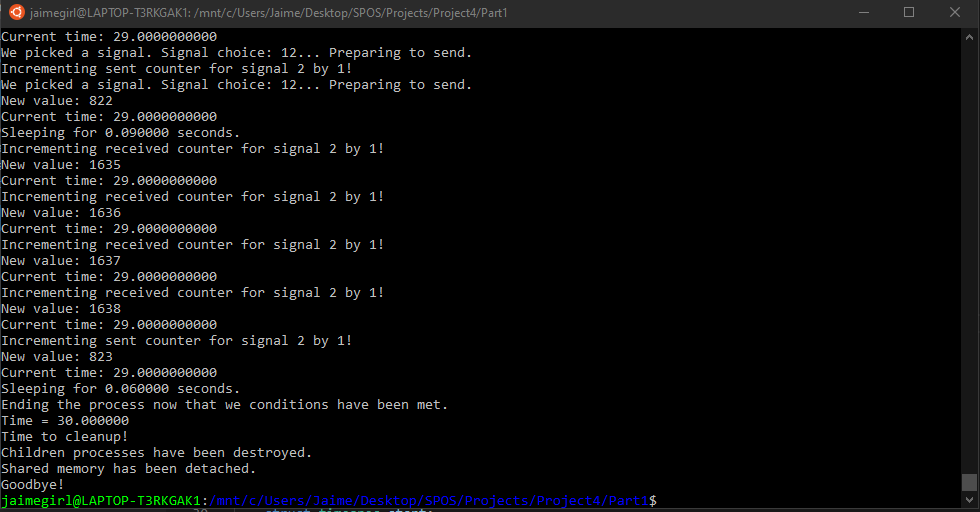 jaimegirl@LAPTOP-T3RKGAK1: /mnt/c/Users/Jaime/Desktop/SPOS/Projects/Project4/Part1
Current time: 29.0000000000
We picked a signal. Signal choice: 12... Preparing to send.
Incrementing sent counter for signal 2 by 1!
We picked a signal. Signal choice: 12... Preparing to send.
New value: 822
Current time: 29.0000000000
Sleeping for 0.090000 seconds.
Incrementing received counter for signal 2 by 1!
New value: 1635
Current time: 29.0000000000
Incrementing received counter for signal 2 by 1!
New value: 1636
Current time: 29.0000000000
Incrementing received counter for signal 2 by 1!
New value: 1637
Current time: 29.0000000000
Incrementing received counter for signal 2 by 1!
New value: 1638
Current time: 29.0000000000
Incrementing sent counter for signal 2 by 1!
New value: 823
Current time: 29.0000000000
Sleeping for 0.060000 seconds.
Ending the process now that we conditions have been met.
Time = 30.000000
Time to cleanup!
Children processes have been destroyed.
Shared memory has been detached.
Goodbye!
jaimegirl@LAPTOP-T3RKGAK1:/mnt/c/Users/Jaime/Desktop/SPOS/Projects/Project4/Part1$